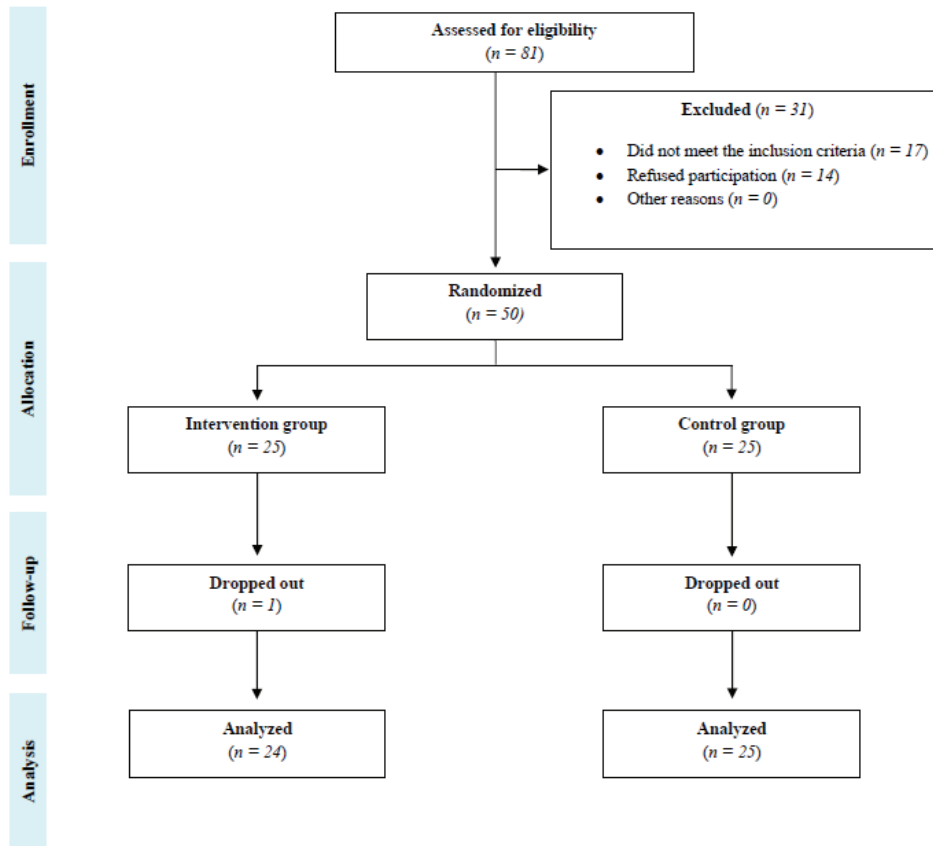 Enrollment
Assessed for eligibility
(n = 81)
Excluded (n = 31)
• Did not meet the inclusion criteria (n = 17)
• Refused participation (n = 14)
• Other reasons (n = 0)
Allocation
Randomized
(n = 50)
Intervention group
(n = 25)
Control group
(n = 25)
Follow-up
Dropped out
(n = 1)
Dropped out
(n = 0)
Analysis
Analyzed
(n = 24)
Analyzed
(n = 25)